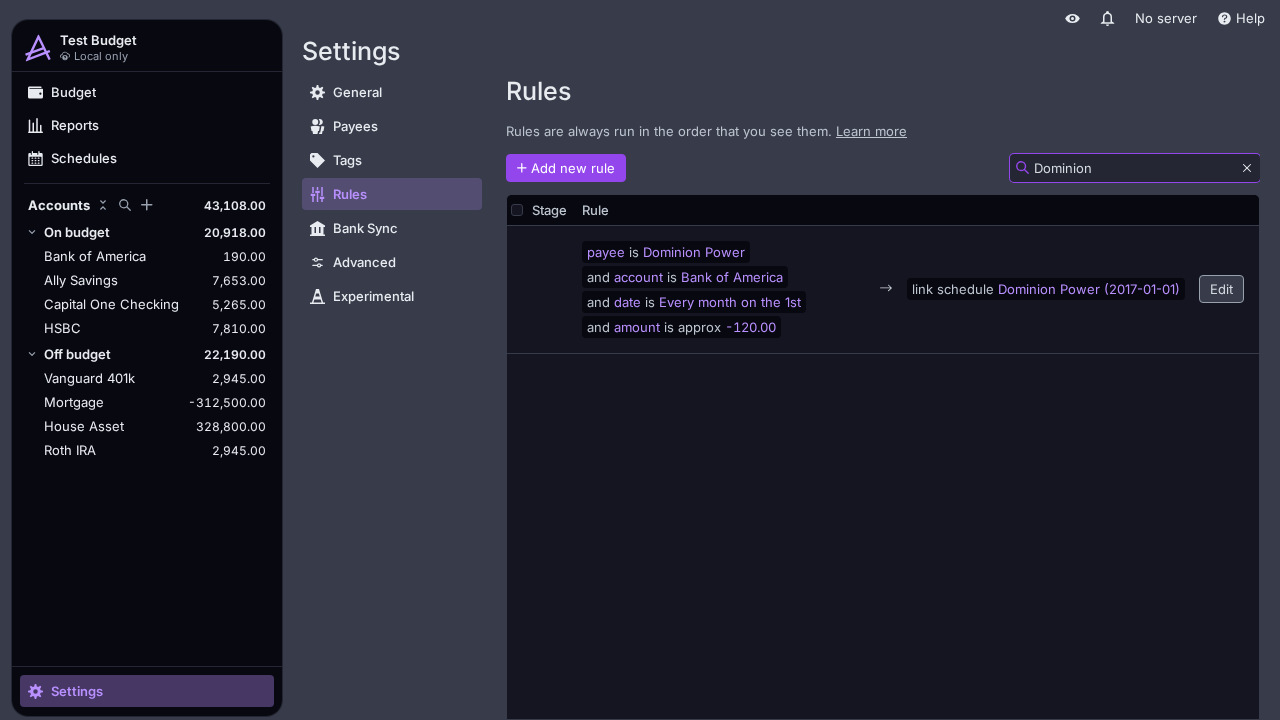 No server
Help
Test Budget
Local only
Budget
Reports
Schedules
Accounts 43,108.00
On budget 20,918.00
Bank of America 190.00
Ally Savings 7,653.00
Capital One Checking 5,265.00
HSBC 7,810.00
Off budget 22,190.00
Vanguard 401k 2,945.00
Mortgage -312,500.00
House Asset 328,800.00
Roth IRA 2,945.00
Settings
Settings
General
Payees
Tags
Rules
Bank Sync
Advanced
Experimental
Rules
Rules are always run in the order that you see them. Learn more
Add new rule
Dominion
Stage Rule
payee is Dominion Power
and account is Bank of America
and date is Every month on the 1st
and amount is approx -120.00
→ link schedule Dominion Power (2017-01-01)
Edit